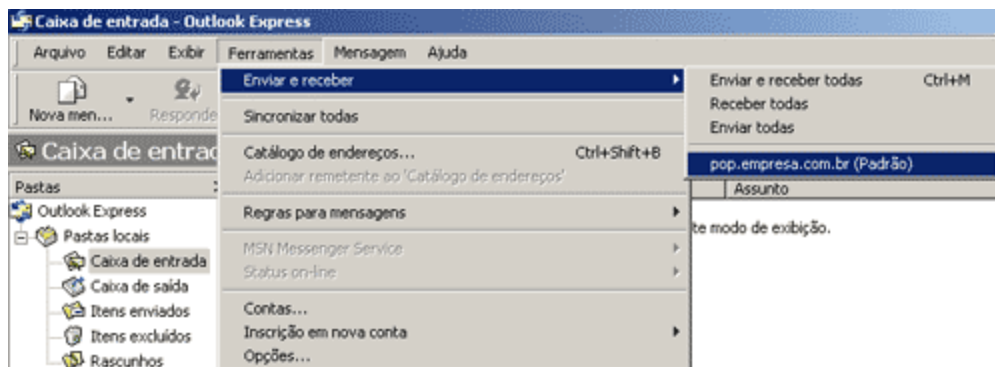 Caixa de entrada - Outlook Express
Arquivo Editar Exibir Ferramentas Mensagem Ajuda
Nova men... Responde
Caixa de entrad
Pastas
Outlook Express
Pastas locais
Caixa de entrada
Caixa de saída
Itens enviados
Itens excluídos
Rascunhos
Enviar e receber
Sincronizar todas
Catálogo de endereços... Ctrl+Shift+B
Adicionar remetente ao 'Catálogo de endereços'
Regras para mensagens
MSN Messenger Service
Status on-line
Contas...
Inscrição em nova conta
Opções...
Enviar e receber todas Ctrl+M
Receber todas
Enviar todas
pop.empresa.com.br (Padrão)
Assunto
te modo de exibição.